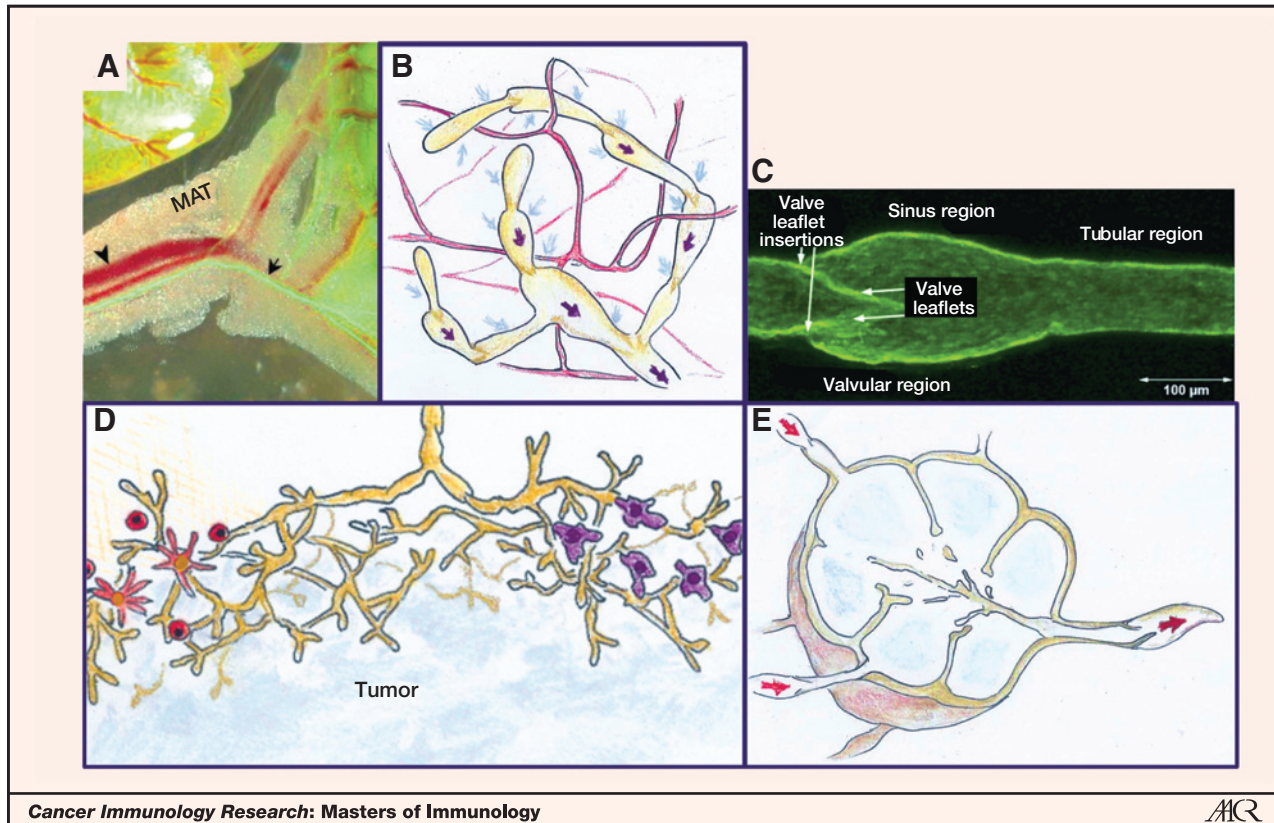 A
MAT
B
C
Valve
leaflet
insertions
Sinus region
Tubular region
Valve
leaflets
Valvular region
100 µm
D
Tumor
E
Cancer Immunology Research: Masters of Immunology
AACR